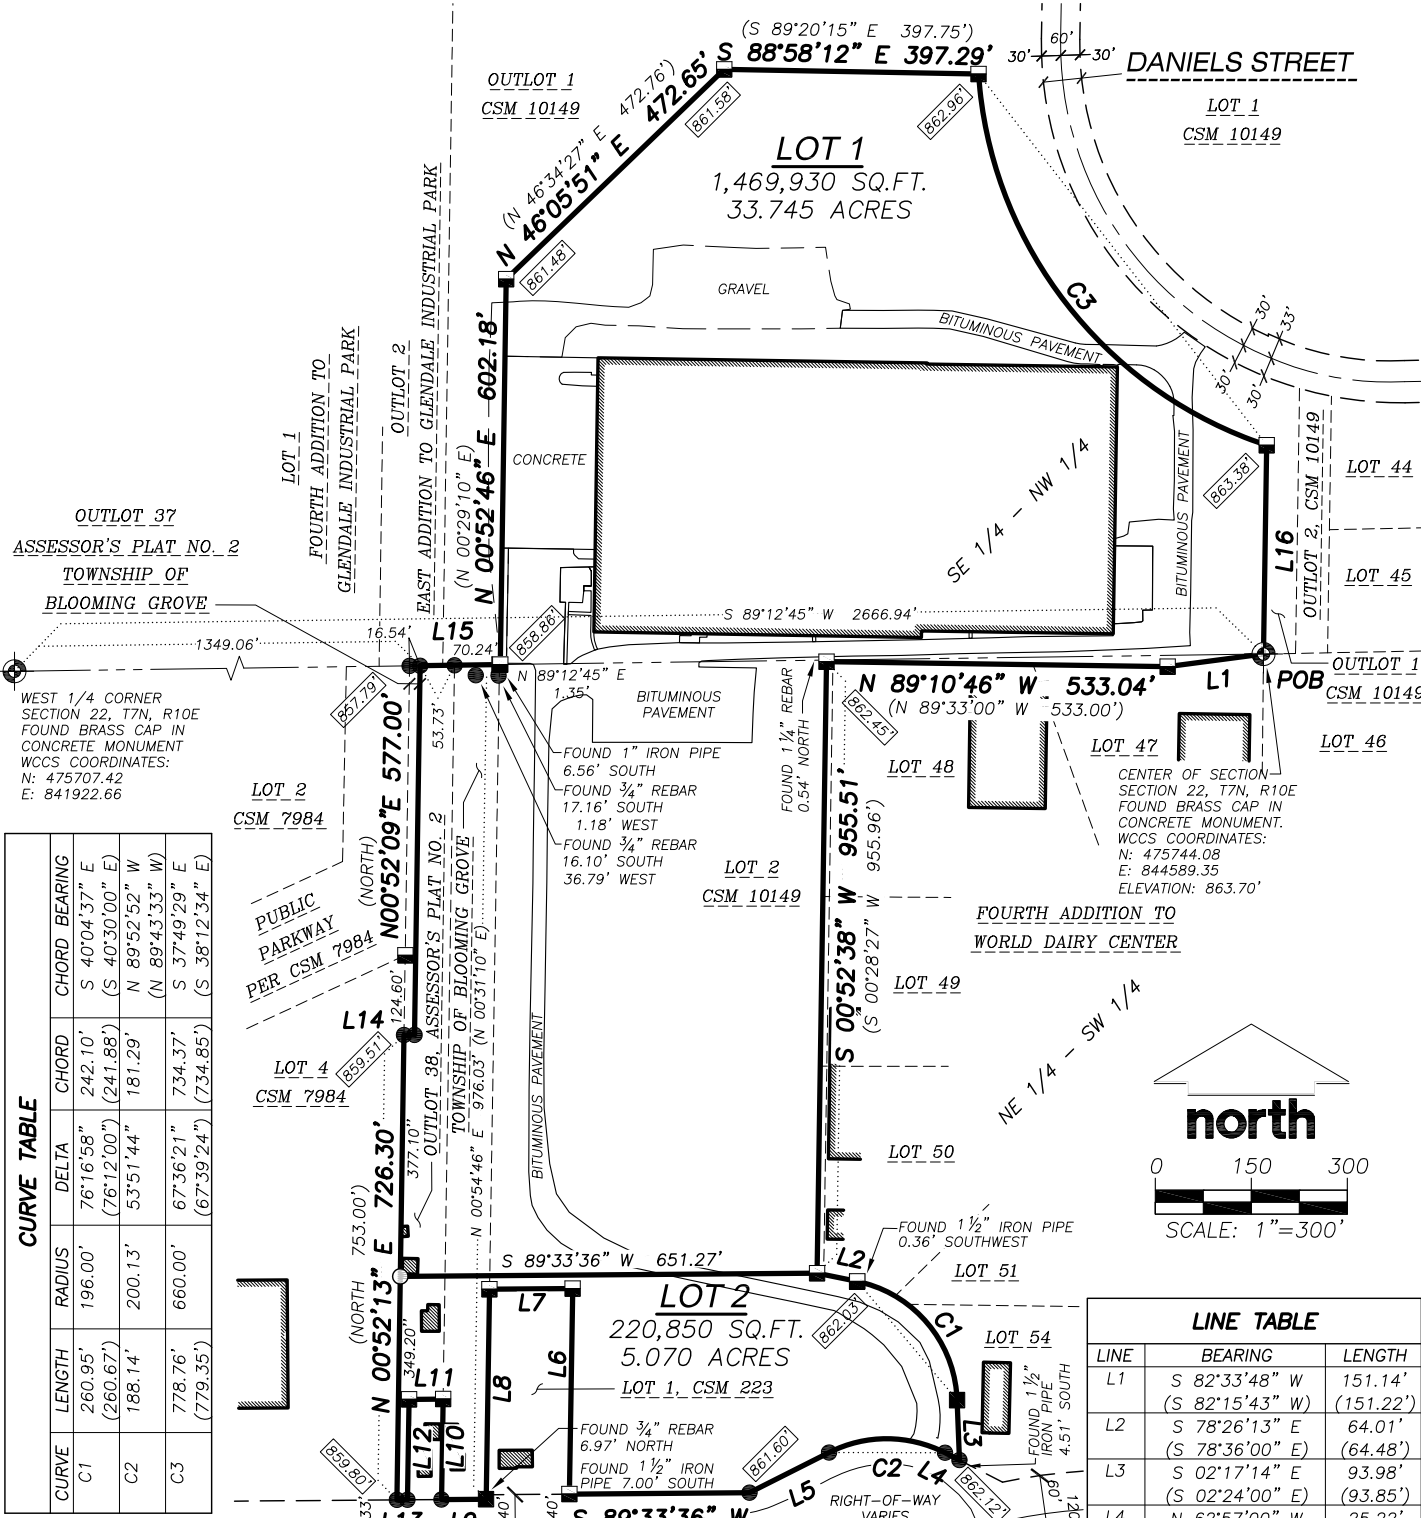 (S 89°20'15" E 397.75')
S 88°58'12" E 397.29'
30'
60'
30'
DANIELS STREET
OUTLOT 1
CSM 10149
LOT 1
CSM 10149
(N 46°34'27" E 472.76')
N 46°05'51" E 472.65'
861.58'
862.96'
LOT 1
1,469,930 SQ.FT.
33.745 ACRES
861.48'
GRAVEL
C3
BITUMINOUS PAVEMENT
30'
33'
30'
30'
LOT 1
FOURTH ADDITION TO
GLENDALE INDUSTRIAL PARK
OUTLOT 2
EAST ADDITION TO GLENDALE INDUSTRIAL PARK
(N 00°29'10" E)
N 00°52'46" E 602.18'
CONCRETE
SE 1/4 - NW 1/4
BITUMINOUS PAVEMENT
863.38'
L16
OUTLOT 2, CSM 10149
LOT 44
LOT 45
OUTLOT 37
ASSESSOR'S PLAT NO. 2
TOWNSHIP OF
BLOOMING GROVE
S 89°12'45" W 2666.94'
858.86'
1349.06'
16.54'
L15
70.24'
N 89°12'45" E
1.35'
WEST 1/4 CORNER
SECTION 22, T7N, R10E
FOUND BRASS CAP IN
CONCRETE MONUMENT
WCCS COORDINATES:
N: 475707.42
E: 841922.66
857.79'
53.73'
BITUMINOUS
PAVEMENT
N 89°10'46" W 533.04'
(N 89°33'00" W 533.00')
L1
POB
OUTLOT 1
CSM 10149
862.45'
FOUND 1¼" REBAR
0.54' NORTH
LOT 48
LOT 47
LOT 46
FOUND 1" IRON PIPE
6.56' SOUTH
FOUND ¾" REBAR
17.16' SOUTH
1.18' WEST
FOUND ¾" REBAR
16.10' SOUTH
36.79' WEST
CENTER OF SECTION
SECTION 22, T7N, R10E
FOUND BRASS CAP IN
CONCRETE MONUMENT.
WCCS COORDINATES:
N: 475744.08
E: 844589.35
ELEVATION: 863.70'
LOT 2
CSM 7984
(NORTH)
N00°52'09"E 577.00'
LOT 2
CSM 10149
S 00°52'38" W 955.51'
(S 00°28'27" W 955.96')
FOURTH ADDITION TO
WORLD DAIRY CENTER
PUBLIC
PARKWAY
PER CSM 7984
124.60'
OUTLOT 38, ASSESSOR'S PLAT NO. 2
TOWNSHIP OF BLOOMING GROVE
N 00°54'46" E 976.03' (N 00°31'10" E)
BITUMINOUS PAVEMENT
LOT 49
NE 1/4 - SW 1/4
L14
859.51'
LOT 4
CSM 7984
377.10"
north
0 150 300
SCALE: 1"=300'
LOT 50
(NORTH 753.00')
N 00°52'13" E 726.30'
S 89°33'36" W 651.27'
FOUND 1½" IRON PIPE
0.36' SOUTHWEST
L2
LOT 51
L7
LOT 2
220,850 SQ.FT.
5.070 ACRES
862.03'
C1
LOT 54
349.20"
L11
L8
L6
LOT 1, CSM 223
L12
L10
FOUND ¾" REBAR
6.97' NORTH
FOUND 1½" IRON
PIPE 7.00' SOUTH
861.60'
L3
FOUND 1½"
IRON PIPE
4.51' SOUTH
859.80'
L5
C2
L4
862.12'
RIGHT-OF-WAY
VARIES
60'
S 89°33'36" W
CURVE TABLE
CURVE LENGTH RADIUS DELTA CHORD CHORD BEARING
C1 260.95' 196.00' 76°16'58" 242.10' S 40°04'37" E
(260.67') (76°12'00") (241.88') (S 40°30'00" E)
C2 188.14' 200.13' 53°51'44" 181.29' N 89°52'52" W
(N 89°43'33" W)
C3 778.76' 660.00' 67°36'21" 734.37' S 37°49'29" E
(779.35') (67°39'24") (734.85') (S 38°12'34" E)
LINE TABLE
LINE BEARING LENGTH
L1 S 82°33'48" W 151.14'
(S 82°15'43" W) (151.22')
L2 S 78°26'13" E 64.01'
(S 78°36'00" E) (64.48')
L3 S 02°17'14" E 93.98'
(S 02°24'00" E) (93.85')